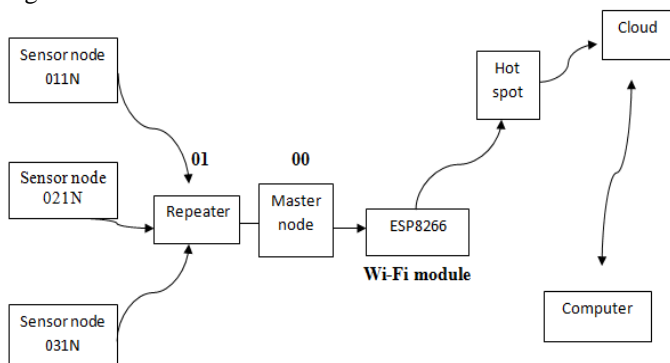 Sensor node
011N
Sensor node
021N
Sensor node
031N
01
Repeater
00
Master
node
ESP8266
Wi-Fi module
Hot
spot
Cloud
Computer